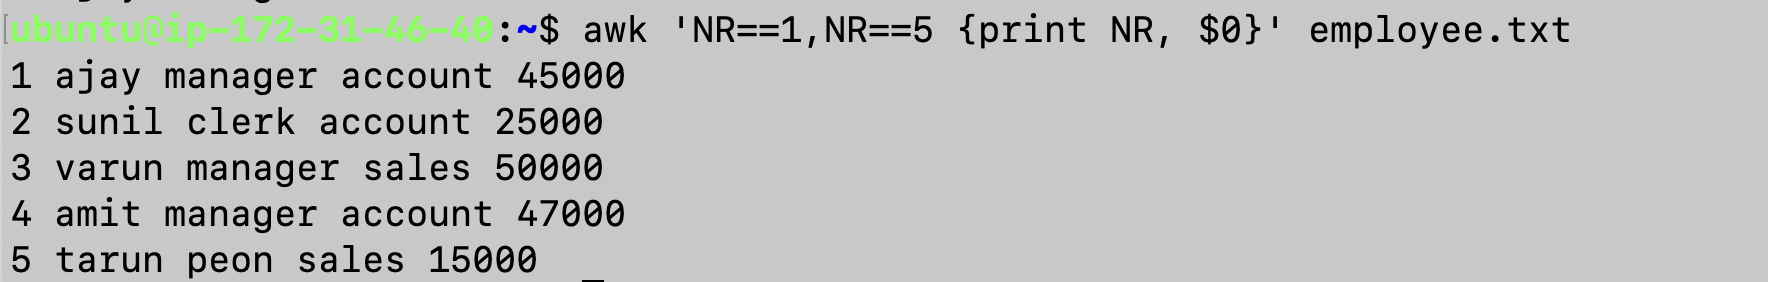 ubuntu@ip-172-31-46-40:~$ awk 'NR==1,NR==5 {print NR, $0}' employee.txt
1 ajay manager account 45000
2 sunil clerk account 25000
3 varun manager sales 50000
4 amit manager account 47000
5 tarun peon sales 15000